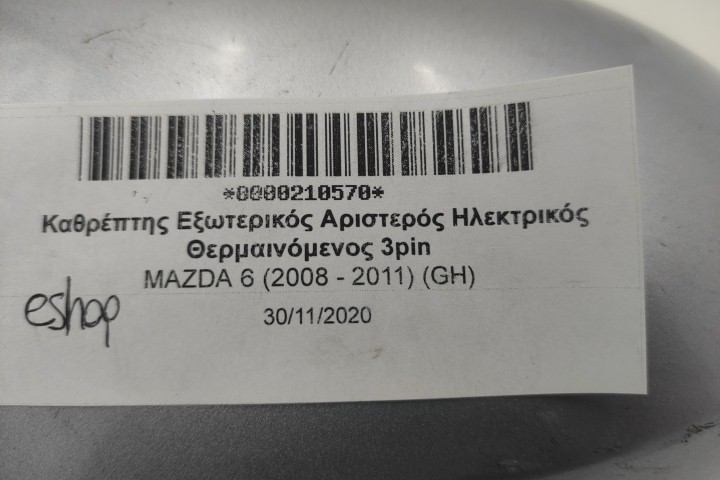 *0000210570*
Καθρέπτης Εξωτερικός Αριστερός Ηλεκτρικός
Θερμαινόμενος 3pin
MAZDA 6 (2008 - 2011) (GH)
eshop
30/11/2020